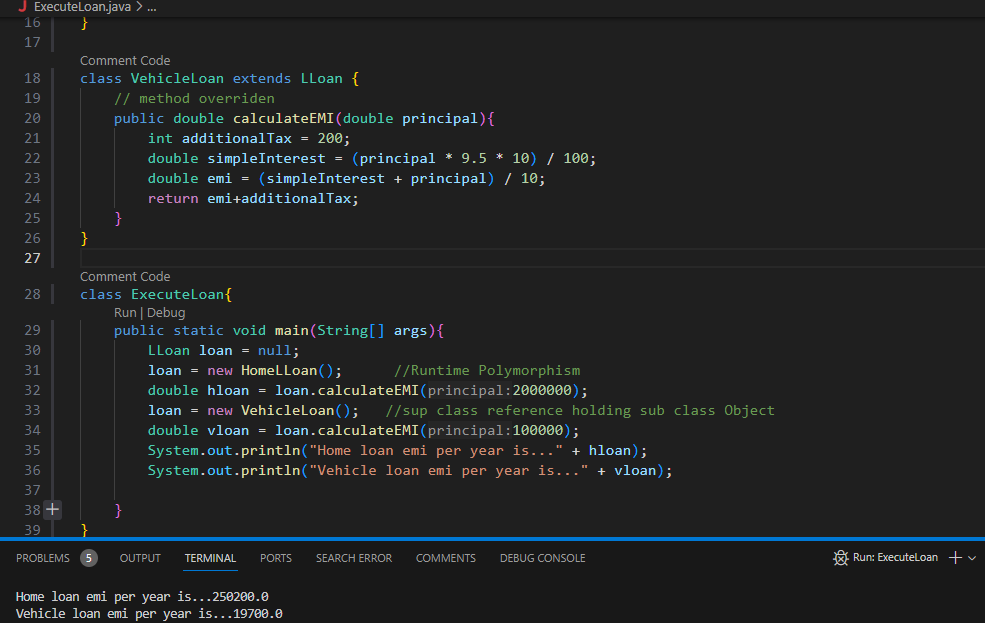 J ExecuteLoan.java > ...
16 }
17
Comment Code
18 class VehicleLoan extends LLoan {
19 // method overriden
20 public double calculateEMI(double principal){
21 int additionalTax = 200;
22 double simpleInterest = (principal * 9.5 * 10) / 100;
23 double emi = (simpleInterest + principal) / 10;
24 return emi+additionalTax;
25 }
26 }
27
Comment Code
28 class ExecuteLoan{
Run | Debug
29 public static void main(String[] args){
30 LLoan loan = null;
31 loan = new HomeLLoan(); //Runtime Polymorphism
32 double hloan = loan.calculateEMI(principal:2000000);
33 loan = new VehicleLoan(); //sup class reference holding sub class Object
34 double vloan = loan.calculateEMI(principal:100000);
35 System.out.println("Home loan emi per year is..." + hloan);
36 System.out.println("Vehicle loan emi per year is..." + vloan);
37
38 + }
39 }
PROBLEMS 5 OUTPUT TERMINAL PORTS SEARCH ERROR COMMENTS DEBUG CONSOLE Run: ExecuteLoan +
Home loan emi per year is...250200.0
Vehicle loan emi per year is...19700.0